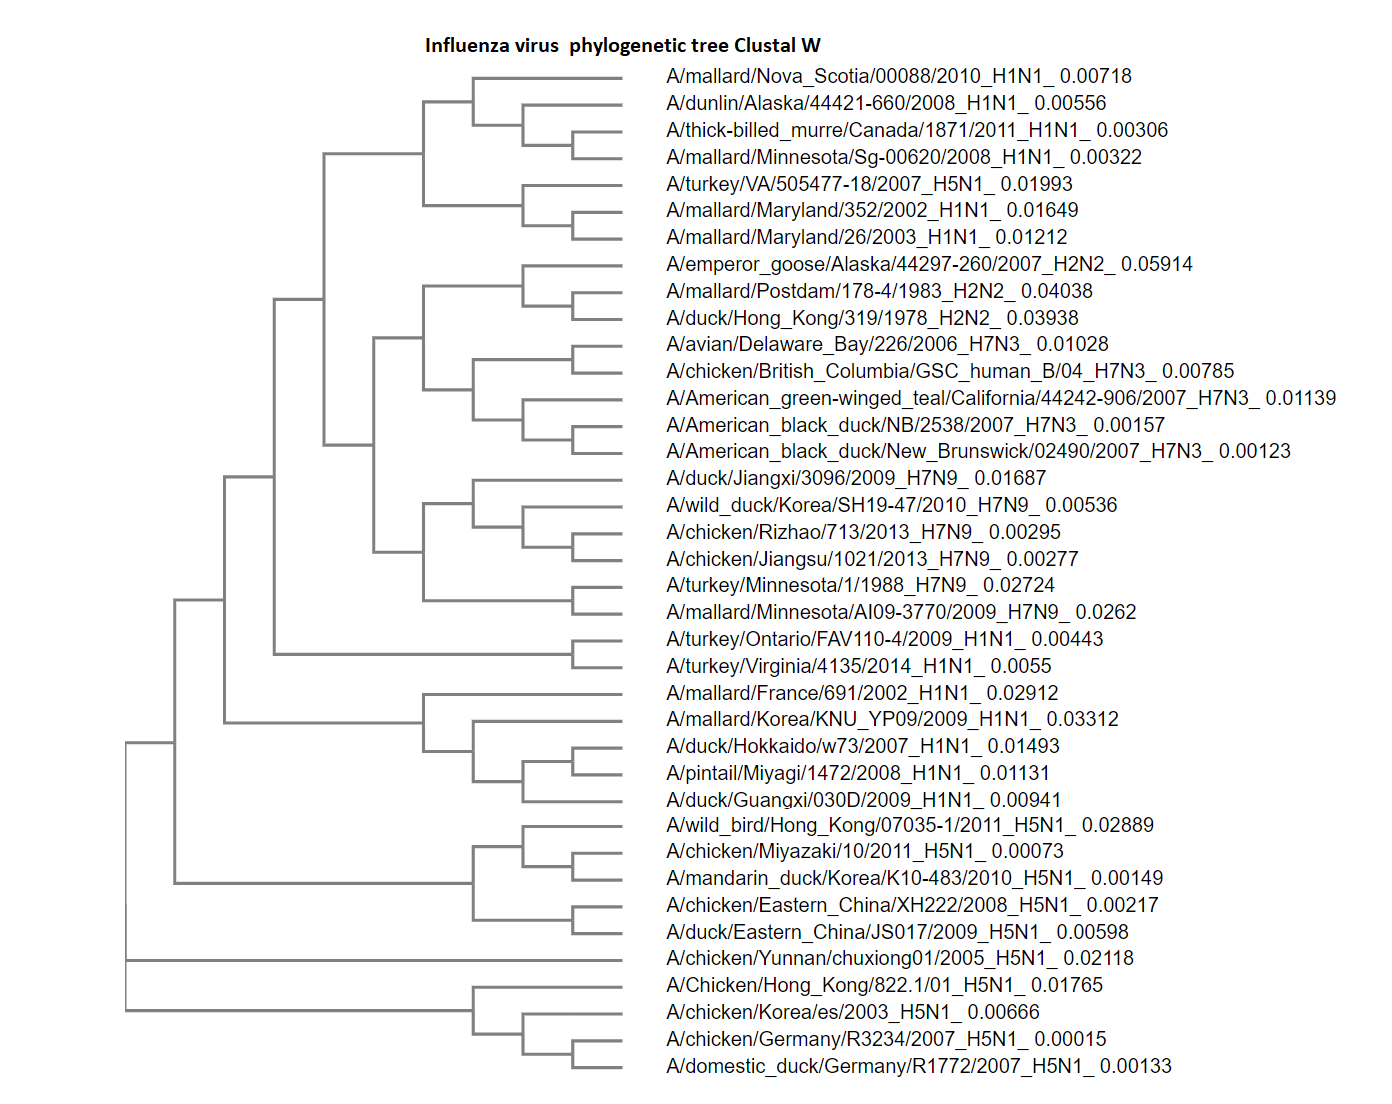 Influenza virus  phylogenetic tree Clustal W
A/mallard/Nova_Scotia/00088/2010_H1N1_ 0.00718
A/dunlin/Alaska/44421-660/2008_H1N1_ 0.00556
A/thick-billed_murre/Canada/1871/2011_H1N1_ 0.00306
A/mallard/Minnesota/Sg-00620/2008_H1N1_ 0.00322
A/turkey/VA/505477-18/2007_H5N1_ 0.01993
A/mallard/Maryland/352/2002_H1N1_ 0.01649
A/mallard/Maryland/26/2003_H1N1_ 0.01212
A/emperor_goose/Alaska/44297-260/2007_H2N2_ 0.05914
A/mallard/Postdam/178-4/1983_H2N2_ 0.04038
A/duck/Hong_Kong/319/1978_H2N2_ 0.03938
A/avian/Delaware_Bay/226/2006_H7N3_ 0.01028
A/chicken/British_Columbia/GSC_human_B/04_H7N3_ 0.00785
A/American_green-winged_teal/California/44242-906/2007_H7N3_ 0.01139
A/American_black_duck/NB/2538/2007_H7N3_ 0.00157
A/American_black_duck/New_Brunswick/02490/2007_H7N3_ 0.00123
A/duck/Jiangxi/3096/2009_H7N9_ 0.01687
A/wild_duck/Korea/SH19-47/2010_H7N9_ 0.00536
A/chicken/Rizhao/713/2013_H7N9_ 0.00295
A/chicken/Jiangsu/1021/2013_H7N9_ 0.00277
A/turkey/Minnesota/1/1988_H7N9_ 0.02724
A/mallard/Minnesota/AI09-3770/2009_H7N9_ 0.0262
A/turkey/Ontario/FAV110-4/2009_H1N1_ 0.00443
A/turkey/Virginia/4135/2014_H1N1_ 0.0055
A/mallard/France/691/2002_H1N1_ 0.02912
A/mallard/Korea/KNU_YP09/2009_H1N1_ 0.03312
A/duck/Hokkaido/w73/2007_H1N1_ 0.01493
A/pintail/Miyagi/1472/2008_H1N1_ 0.01131
A/duck/Guangxi/030D/2009_H1N1_ 0.00941
A/wild_bird/Hong_Kong/07035-1/2011_H5N1_ 0.02889
A/chicken/Miyazaki/10/2011_H5N1_ 0.00073
A/mandarin_duck/Korea/K10-483/2010_H5N1_ 0.00149
A/chicken/Eastern_China/XH222/2008_H5N1_ 0.00217
A/duck/Eastern_China/JS017/2009_H5N1_ 0.00598
A/chicken/Yunnan/chuxiong01/2005_H5N1_ 0.02118
A/Chicken/Hong_Kong/822.1/01_H5N1_ 0.01765
A/chicken/Korea/es/2003_H5N1_ 0.00666
A/chicken/Germany/R3234/2007_H5N1_ 0.00015
A/domestic_duck/Germany/R1772/2007_H5N1_ 0.00133